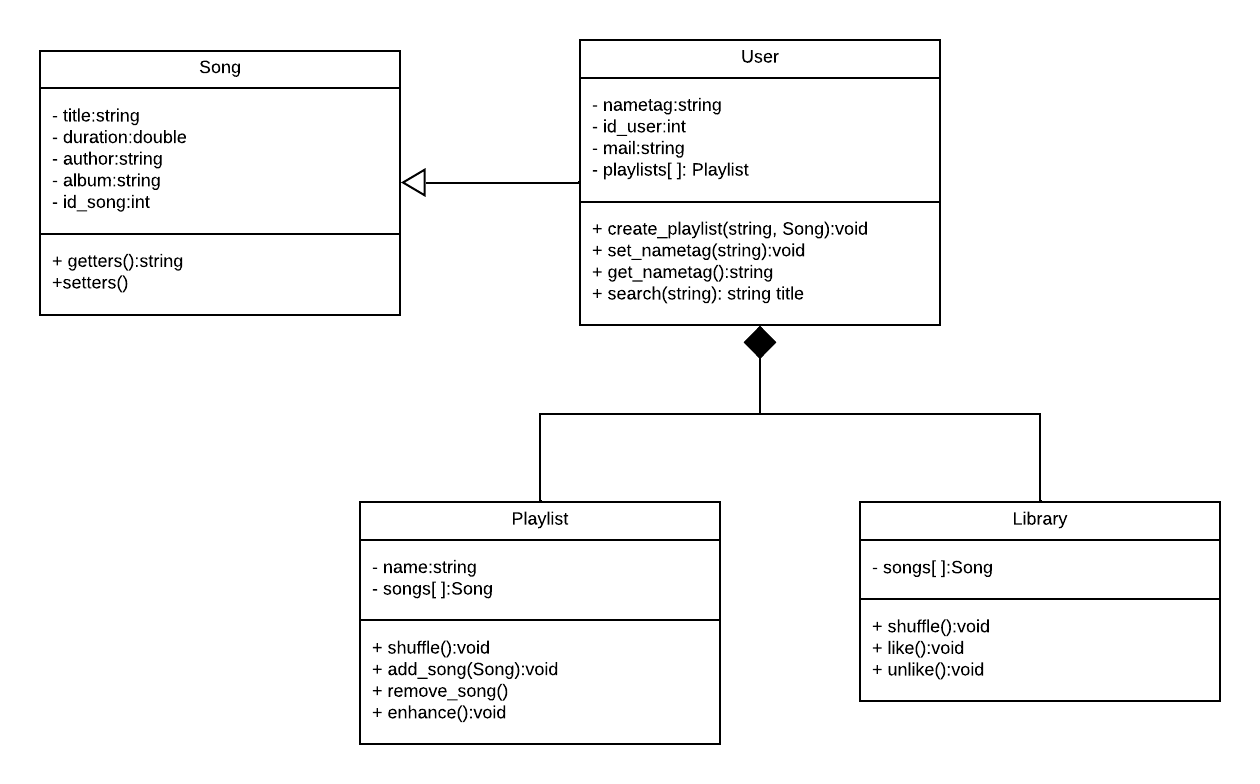 Song
- title:string
- duration:double
- author:string
- album:string
- id_song:int
+ getters():string
+setters()
User
- nametag:string
- id_user:int
- mail:string
- playlists[ ]: Playlist
+ create_playlist(string, Song):void
+ set_nametag(string):void
+ get_nametag():string
+ search(string): string title
Playlist
- name:string
- songs[ ]:Song
+ shuffle():void
+ add_song(Song):void
+ remove_song()
+ enhance():void
Library
- songs[ ]:Song
+ shuffle():void
+ like():void
+ unlike():void